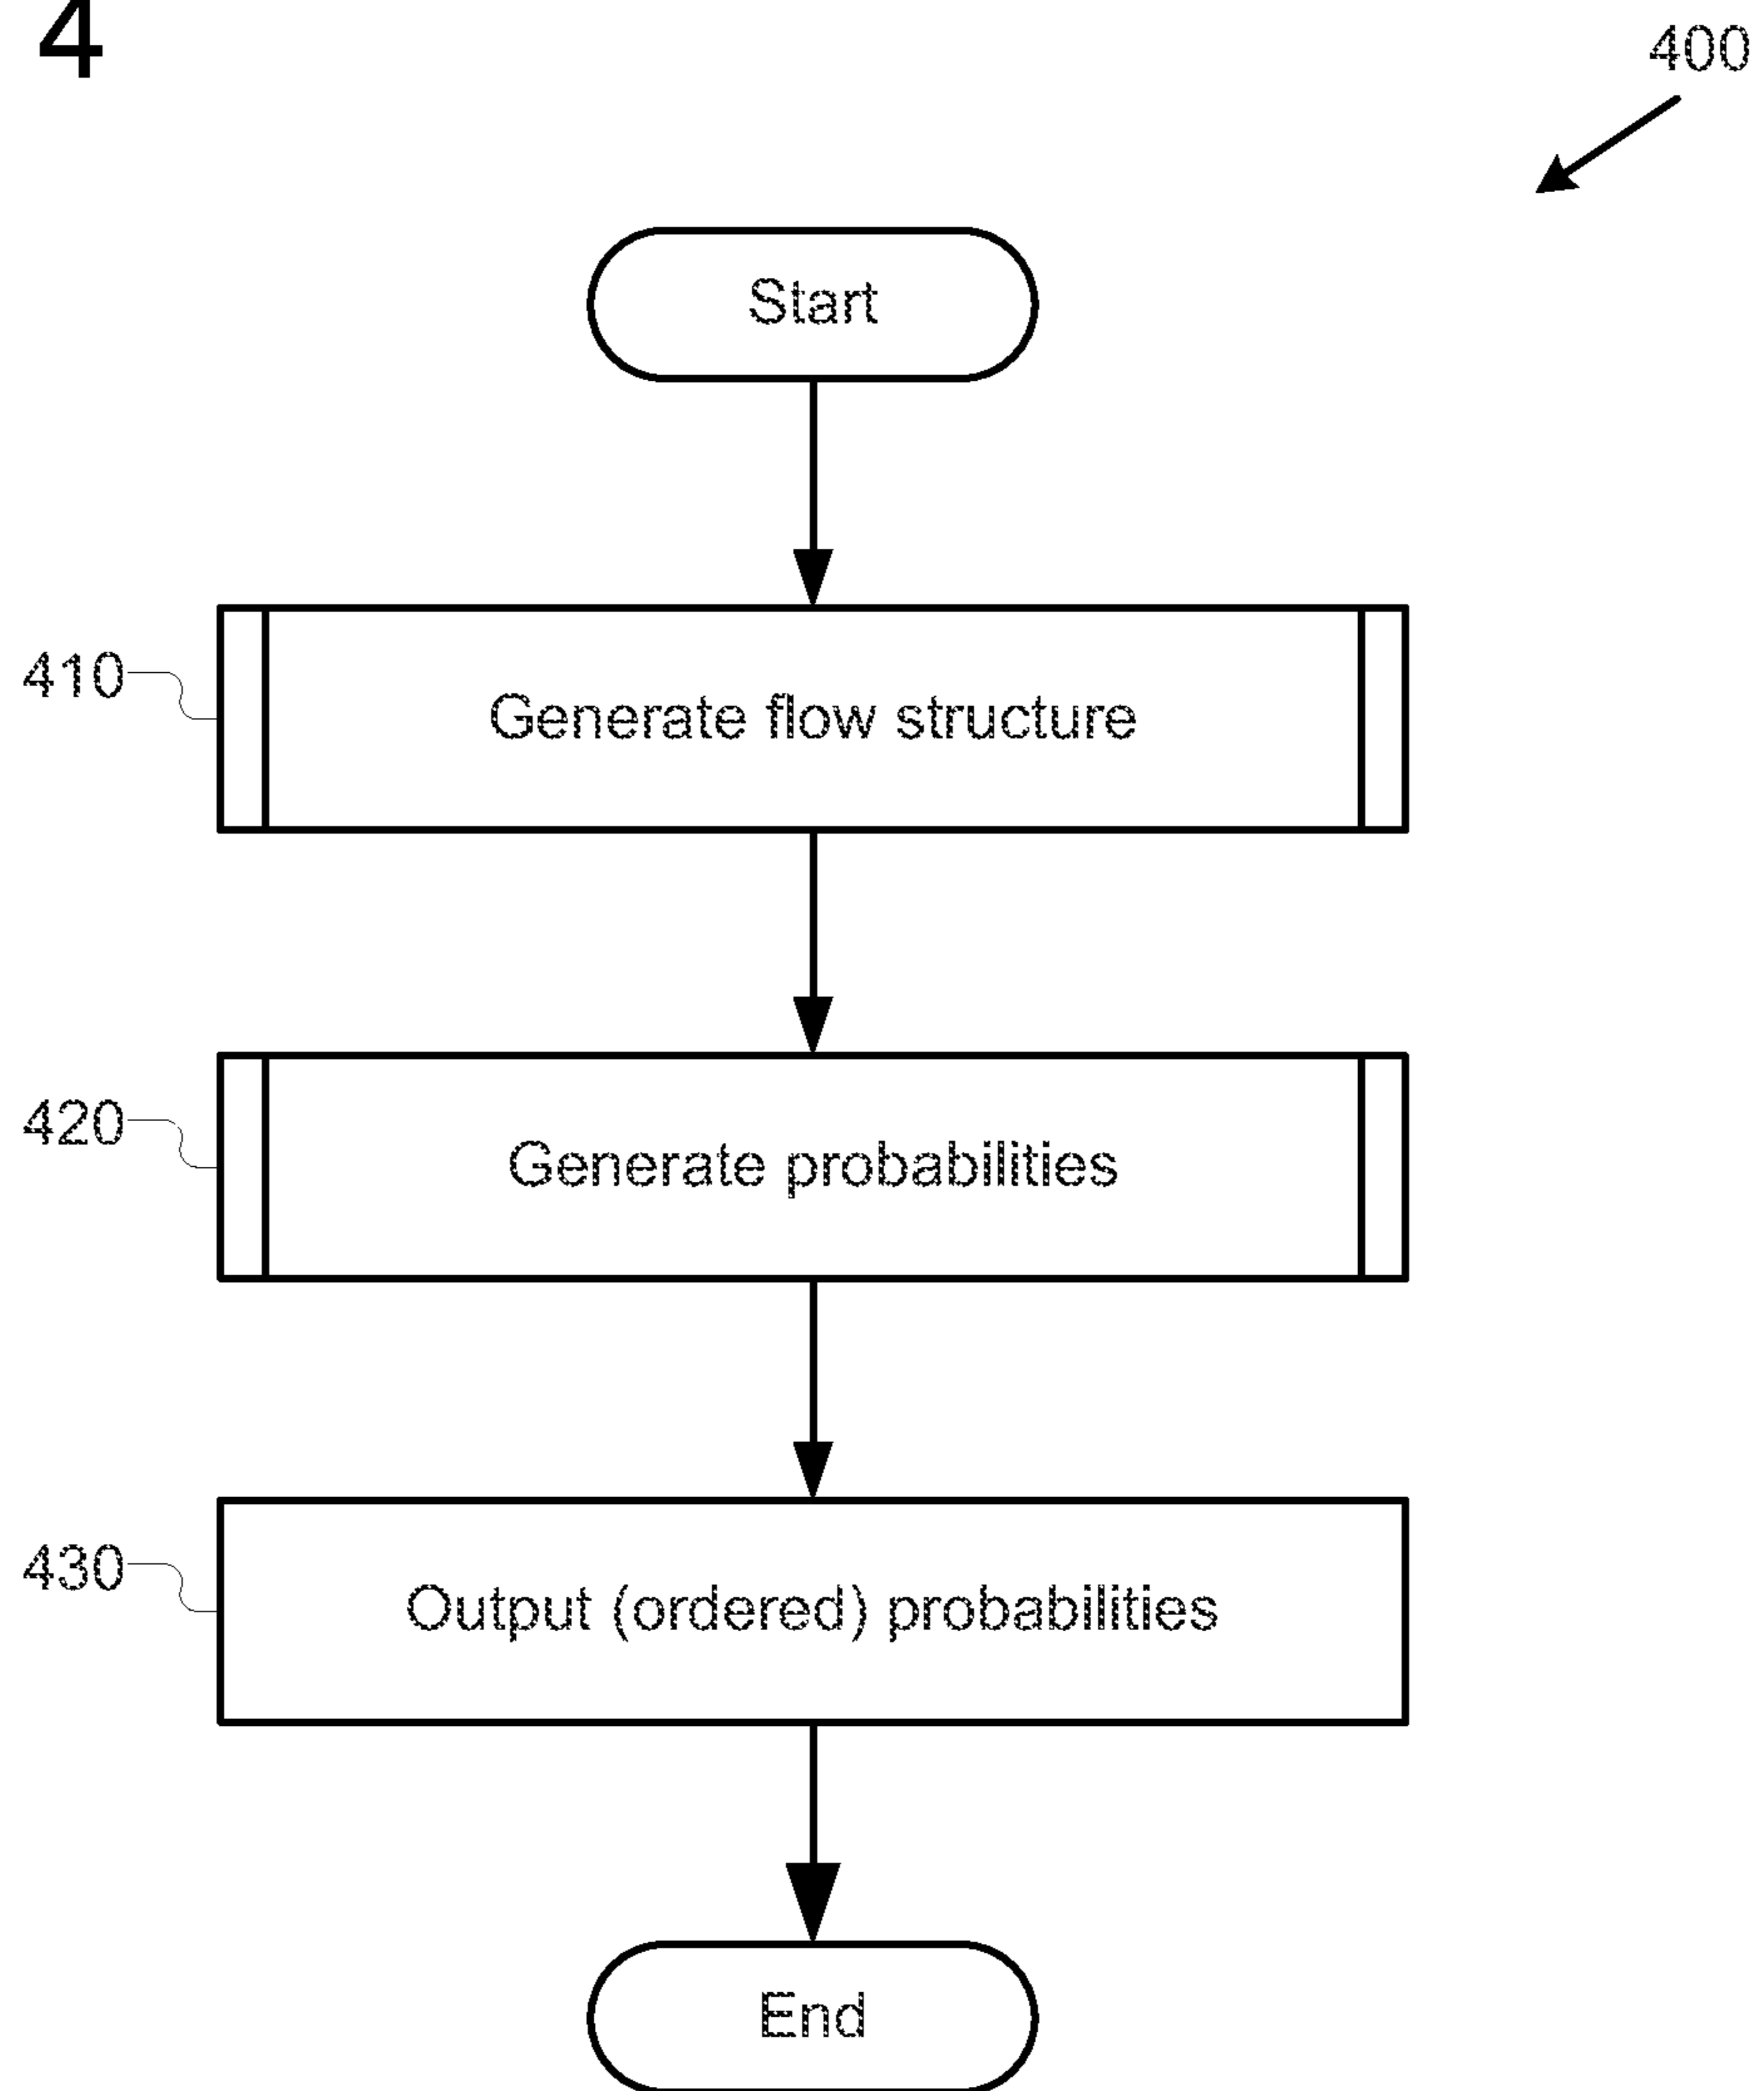 4
400
Start
410
Generate flow structure
420
Generate probabilities
430
Output (ordered) probabilities
End